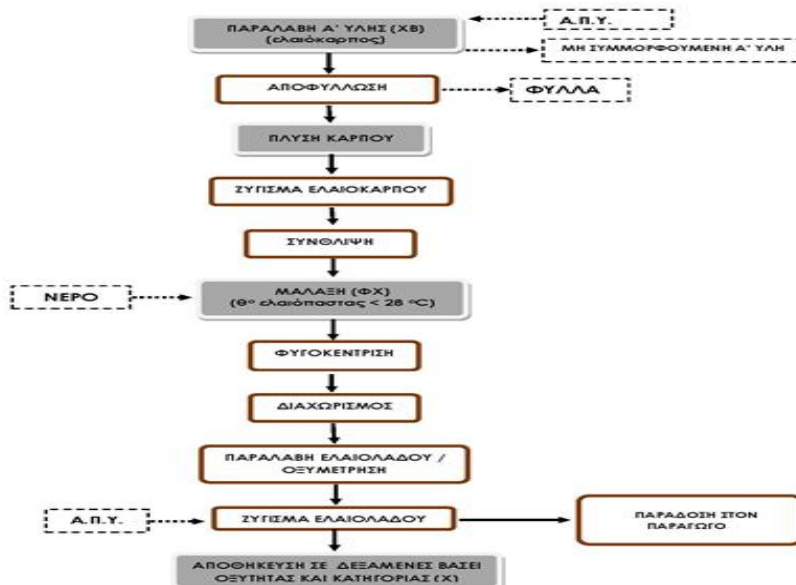 Α.Π.Υ.
ΠΑΡΑΛΑΒΗ Α' ΥΛΗΣ (ΧΒ)
(ελαιόκαρπος)
ΜΗ ΣΥΜΜΟΡΦΟΥΜΕΝΗ Α' ΥΛΗ
ΑΠΟΦΥΛΛΩΣΗ
ΦΥΛΛΑ
ΠΛΥΣΗ ΚΑΡΠΟΥ
ΖΥΓΙΣΜΑ ΕΛΑΙΟΚΑΡΠΟΥ
ΣΥΝΘΛΙΨΗ
ΝΕΡΟ
ΜΑΛΑΞΗ (ΦΧ)
(θº ελαιόπαστας < 28 ºC)
ΦΥΓΟΚΕΝΤΡΙΣΗ
ΔΙΑΧΩΡΙΣΜΟΣ
ΠΑΡΑΛΑΒΗ ΕΛΑΙΟΛΑΔΟΥ /
ΟΞΥΜΕΤΡΗΣΗ
Α.Π.Υ.
ΖΥΓΙΣΜΑ ΕΛΑΙΟΛΑΔΟΥ
ΠΑΡΑΔΟΣΗ ΣΤΟΝ
ΠΑΡΑΓΩΓΟ
ΑΠΟΘΗΚΕΥΣΗ ΣΕ ΔΕΞΑΜΕΝΕΣ ΒΑΣΕΙ
ΟΞΥΤΗΤΑΣ ΚΑΙ ΚΑΤΗΓΟΡΙΑΣ (Χ)